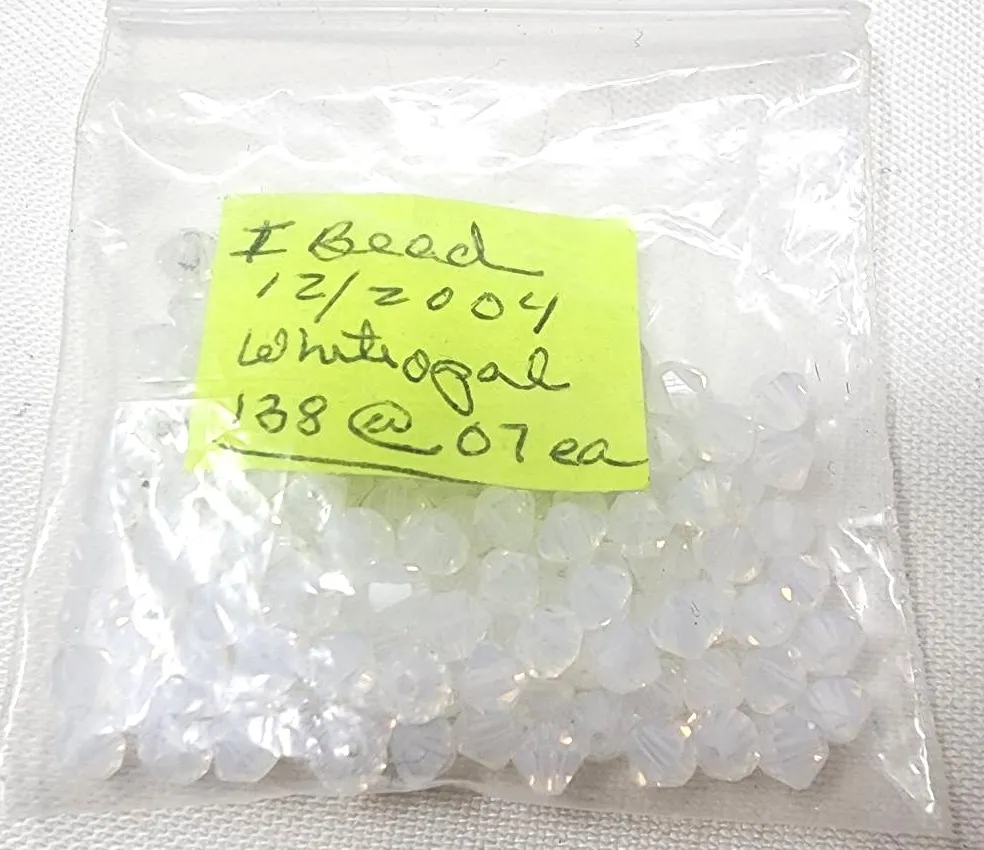 I Bead
12/2004
White opal
138 @ 07 ea